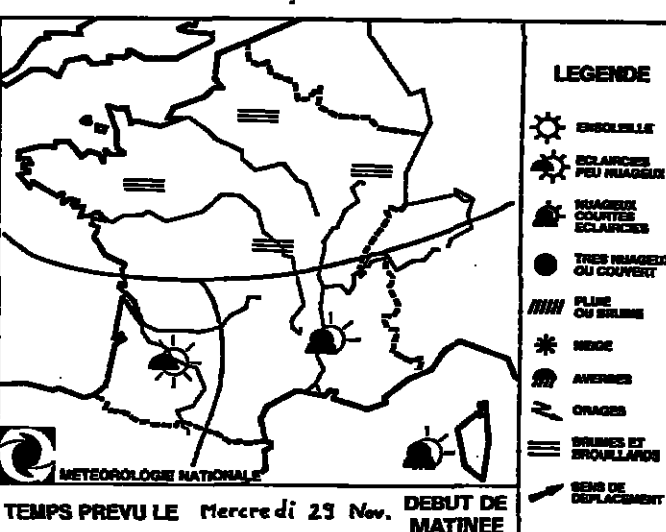 LEGENDE
ENSOLEILLE
ECLAIRCIES
PEU NUAGEUX
NUAGEUX
COURTES
ECLAIRCIES
TRES NUAGEUX
OU COUVERT
PLUIE
OU BRUINE
NEIGE
AVERSES
ORAGES
BRUMES ET
BROUILLARDS
SENS DE
DEPLACEMENT
METEOROLOGIE NATIONALE
TEMPS PREVU LE Mercredi 29 Nov. DEBUT DE
MATINEE